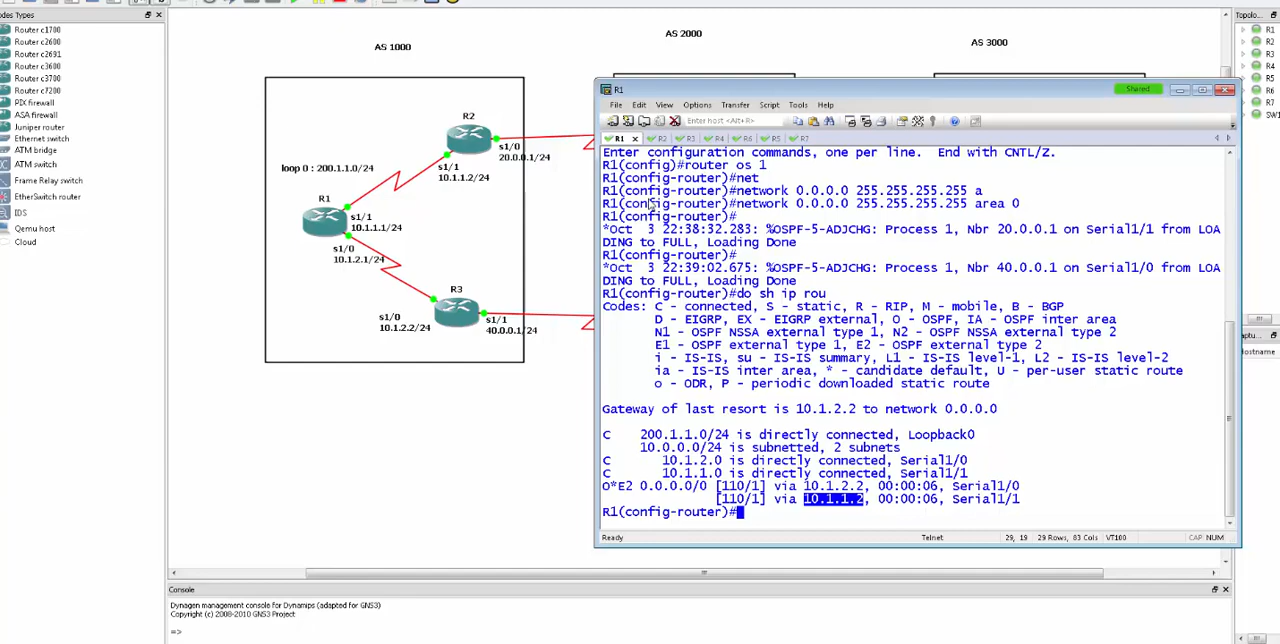 odes Types
Router c1700
Router c2600
Router c2691
Router c3600
Router c3700
Router c7200
PIX firewall
ASA firewall
Juniper router
Ethernet switch
ATM bridge
ATM switch
Frame Relay switch
EtherSwitch router
IDS
Qemu host
Cloud
AS 1000
AS 2000
AS 3000
loop 0 : 200.1.1.0/24
R1
s1/1
10.1.1.1/24
s1/0
10.1.2.1/24
R2
s1/0
20.0.0.1/24
s1/1
10.1.1.2/24
R3
s1/0
10.1.2.2/24
s1/1
40.0.0.1/24
R1
Shared
File Edit View Options Transfer Script Tools Help
Enter host <Alt+R>
R1 R2 R3 R4 R6 R5 R7
Enter configuration commands, one per line. End with CNTL/Z.
R1(config)#router os 1
R1(config-router)#net
R1(config-router)#network 0.0.0.0 255.255.255.255 a
R1(config-router)#network 0.0.0.0 255.255.255.255 area 0
R1(config-router)#
*Oct 3 22:38:32.283: %OSPF-5-ADJCHG: Process 1, Nbr 20.0.0.1 on Serial1/1 from LOA
DING to FULL, Loading Done
R1(config-router)#
*Oct 3 22:39:02.675: %OSPF-5-ADJCHG: Process 1, Nbr 40.0.0.1 on Serial1/0 from LOA
DING to FULL, Loading Done
R1(config-router)#do sh ip rou
Codes: C - connected, S - static, R - RIP, M - mobile, B - BGP
D - EIGRP, EX - EIGRP external, O - OSPF, IA - OSPF inter area
N1 - OSPF NSSA external type 1, N2 - OSPF NSSA external type 2
E1 - OSPF external type 1, E2 - OSPF external type 2
i - IS-IS, su - IS-IS summary, L1 - IS-IS level-1, L2 - IS-IS level-2
ia - IS-IS inter area, * - candidate default, U - per-user static route
o - ODR, P - periodic downloaded static route
Gateway of last resort is 10.1.2.2 to network 0.0.0.0
C 200.1.1.0/24 is directly connected, Loopback0
10.0.0.0/24 is subnetted, 2 subnets
C 10.1.2.0 is directly connected, Serial1/0
C 10.1.1.0 is directly connected, Serial1/1
O*E2 0.0.0.0/0 [110/1] via 10.1.2.2, 00:00:06, Serial1/0
[110/1] via 10.1.1.2, 00:00:06, Serial1/1
R1(config-router)#
Ready Telnet 29, 19 29 Rows, 83 Cols VT100 CAP NUM
Topolo...
R1
R2
R3
R4
R5
R6
R7
SW1
aptu...
Hostname
Console
Dynagen management console for Dynamips (adapted for GNS3)
Copyright (c) 2008-2010 GNS3 Project
=>